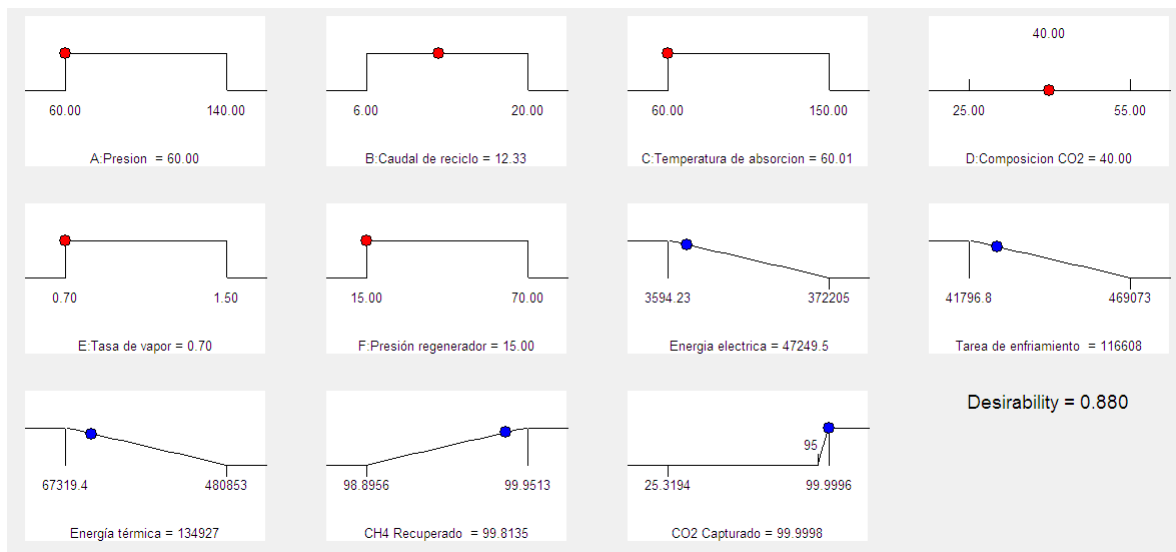 40.00
60.00 140.00
6.00 20.00
60.00 150.00
25.00 55.00
A:Presion = 60.00
B:Caudal de reciclo = 12.33
C:Temperatura de absorcion = 60.01
D:Composicion CO2 = 40.00
0.70 1.50
15.00 70.00
3594.23 372205
41796.8 469073
E:Tasa de vapor = 0.70
F:Presión regenerador = 15.00
Energia electrica = 47249.5
Tarea de enfriamiento = 116608
Desirability = 0.880
95
67319.4 480853
98.8956 99.9513
25.3194 99.9996
Energía térmica = 134927
CH4 Recuperado = 99.8135
CO2 Capturado = 99.9998